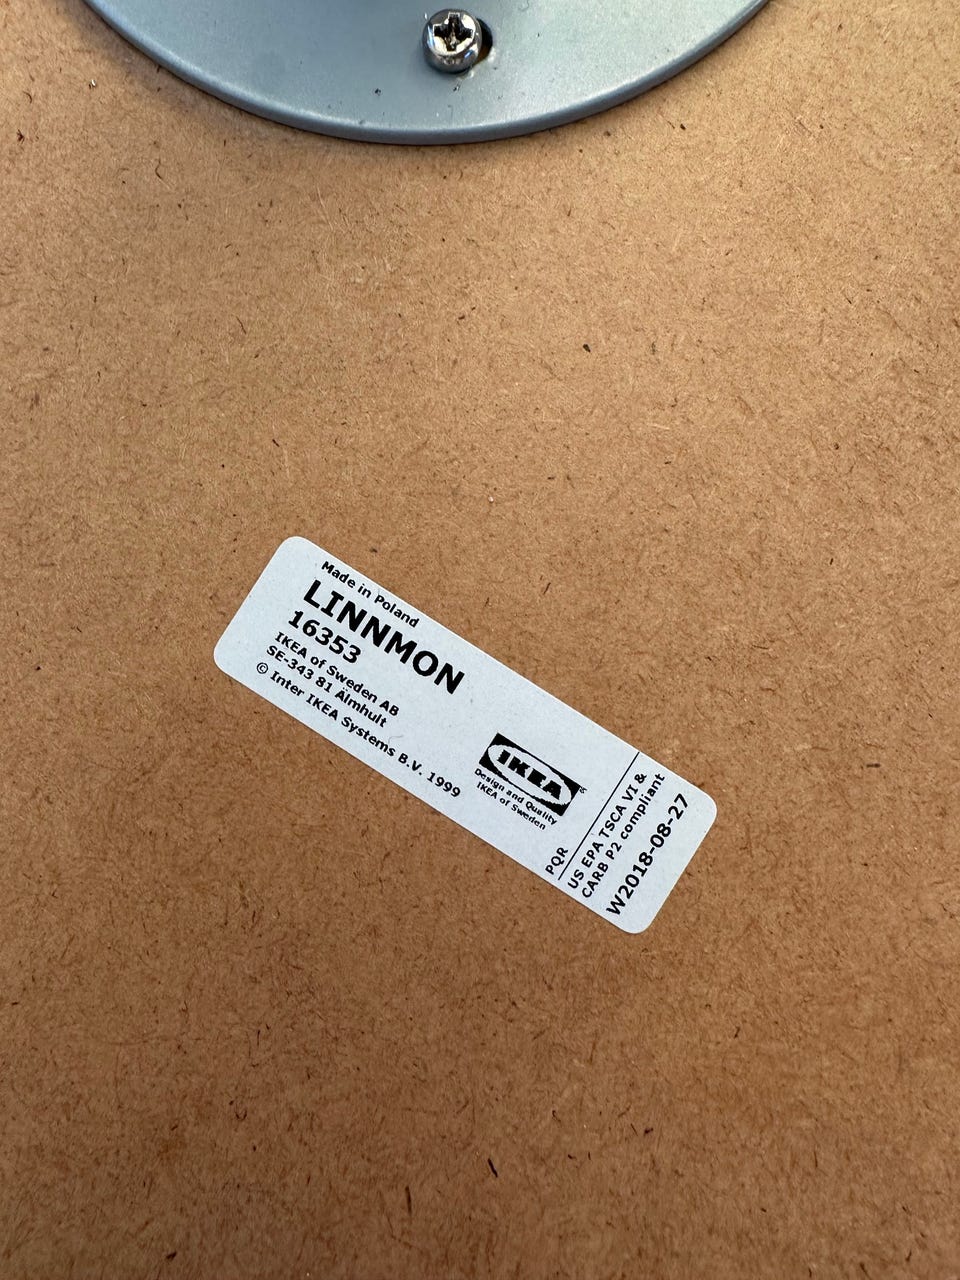 Made in Poland
LINNMON
16353
IKEA of Sweden AB
SE-343 81 Älmhult
© Inter IKEA Systems B.V. 1999
IKEA
Design and Quality
IKEA of Sweden
PQR
US EPA TSCA VI &
CARB P2 compliant
W2018-08-27